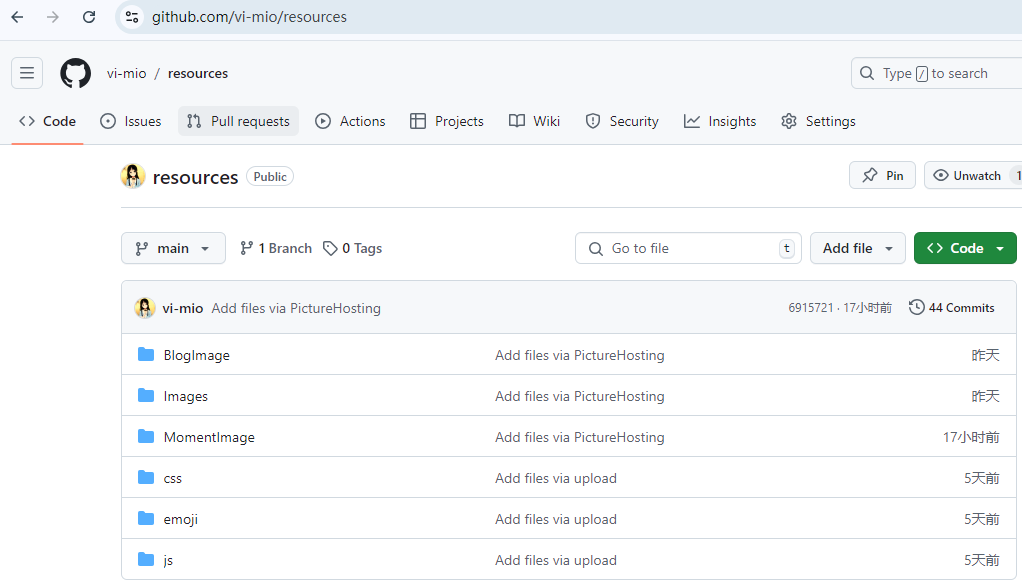 github.com/vi-mio/resources
vi-mio / resources
Type / to search
Code Issues Pull requests Actions Projects Wiki Security Insights Settings
resources Public Pin Unwatch 1
main 1 Branch 0 Tags Go to file t Add file Code
vi-mio Add files via PictureHosting 6915721 · 17小时前 44 Commits
BlogImage Add files via PictureHosting 昨天
Images Add files via PictureHosting 昨天
MomentImage Add files via PictureHosting 17小时前
css Add files via upload 5天前
emoji Add files via upload 5天前
js Add files via upload 5天前